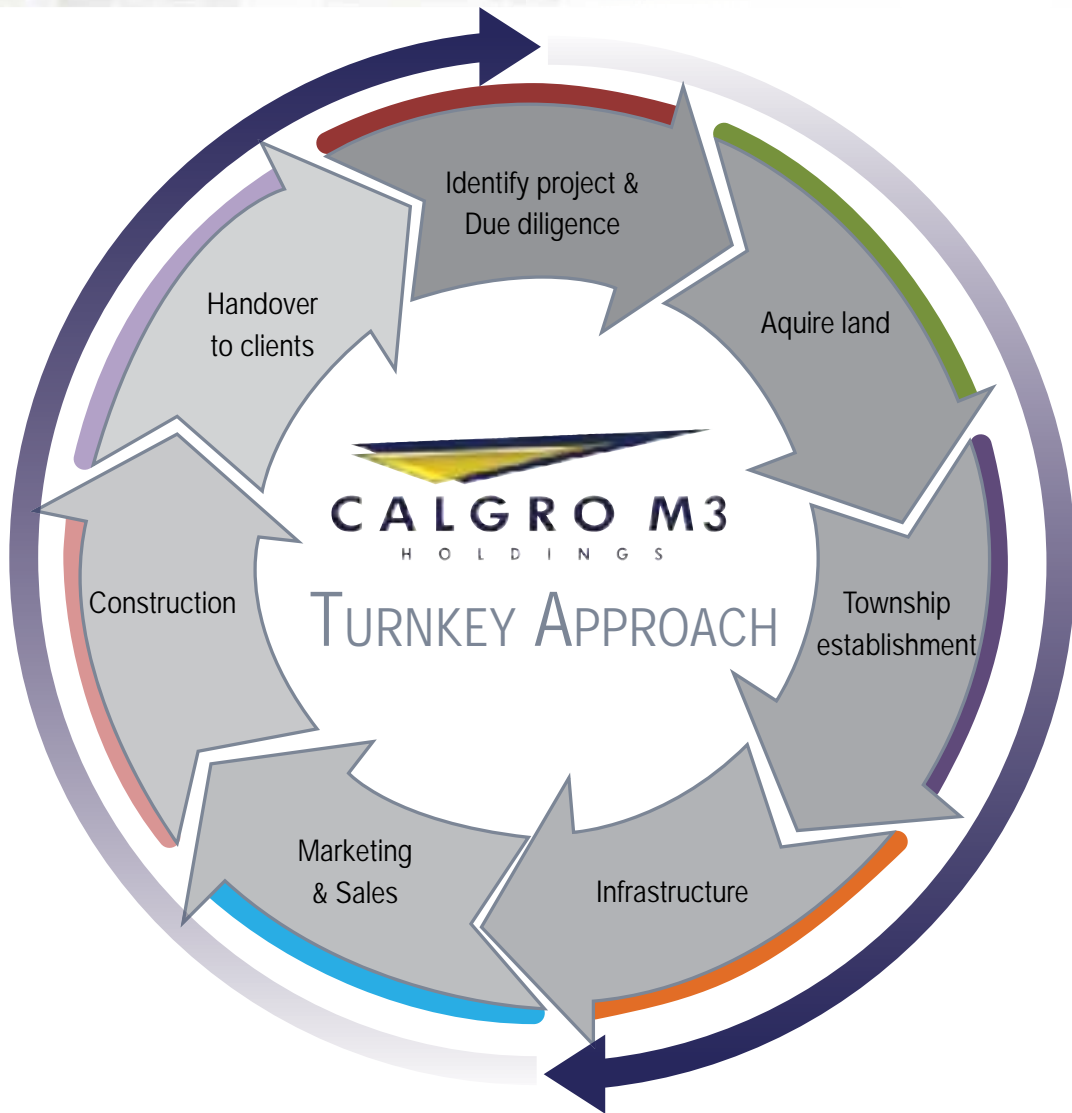 Identify project &
Due diligence
Aquire land
Township
establishment
Infrastructure
Marketing
& Sales
Construction
Handover
to clients
CALGRO M3
HOLDINGS
TURNKEY APPROACH